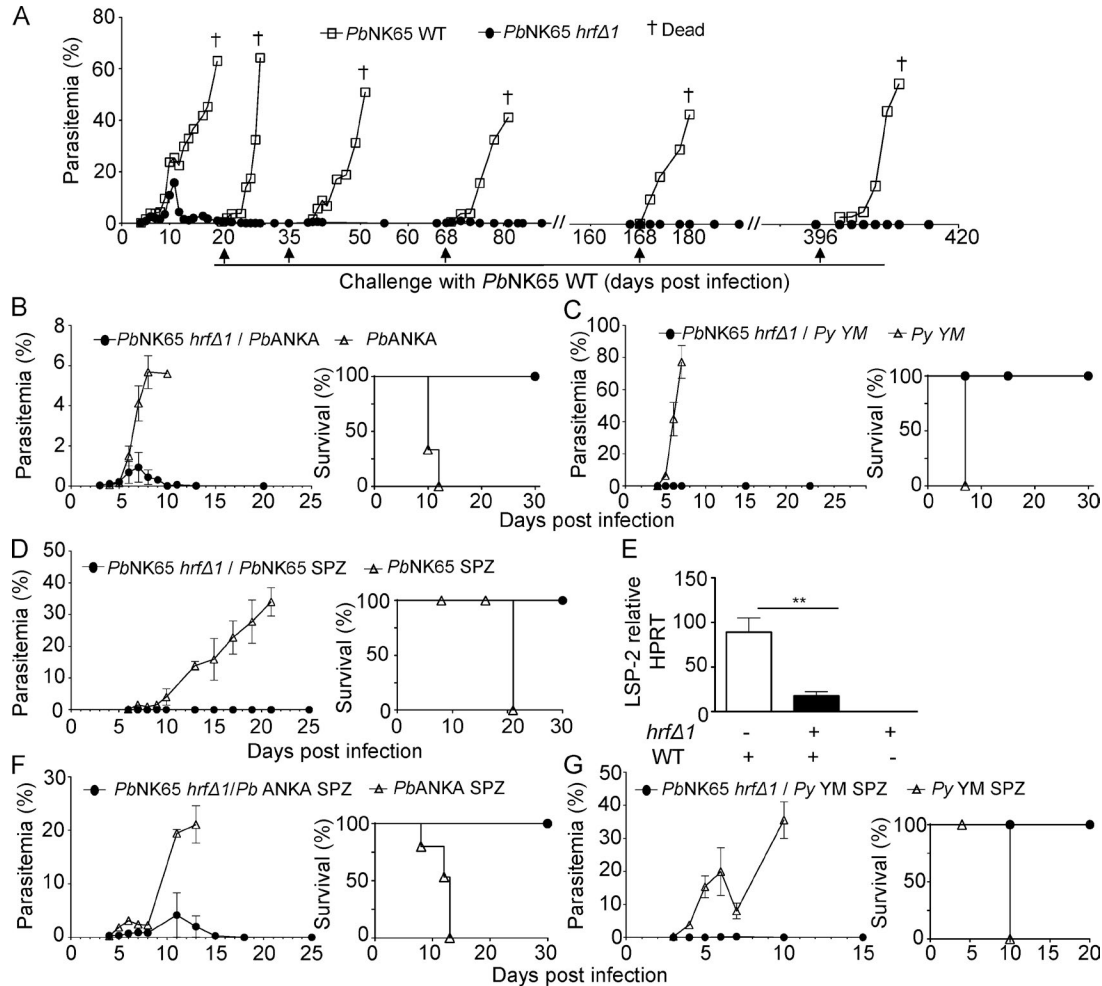 A
PbNK65 WT
PbNK65 hrfΔ1
† Dead
Parasitemia (%)
80
60
40
20
0
† † † † † †
0 10 20 35 40 50 60 68 80 // 160 168 180 // 396 420
Challenge with PbNK65 WT (days post infection)
B
PbNK65 hrfΔ1 / PbANKA
PbANKA
Parasitemia (%)
8
6
4
2
0
0 5 10 15 20 25
Survival (%)
100
50
0
0 10 20 30
C
PbNK65 hrfΔ1 / Py YM
Py YM
Parasitemia (%)
100
80
60
40
20
0
0 5 10 15 20 25
Survival (%)
100
50
0
0 10 20 30
Days post infection
D
PbNK65 hrfΔ1 / PbNK65 SPZ
PbNK65 SPZ
Parasitemia (%)
50
40
30
20
10
0
0 5 10 15 20 25
Survival (%)
100
50
0
0 10 20 30
Days post infection
E
LSP-2 relative
HPRT
150
100
50
0
**
hrfΔ1 - + +
WT + + -
F
PbNK65 hrfΔ1/Pb ANKA SPZ
PbANKA SPZ
Parasitemia (%)
30
20
10
0
0 5 10 15 20 25
Survival (%)
100
50
0
0 10 20 30
Days post infection
G
PbNK65 hrfΔ1 / Py YM SPZ
Py YM SPZ
Parasitemia (%)
50
40
30
20
10
0
0 5 10 15
Survival (%)
100
50
0
0 5 10 15 20
Days post infection